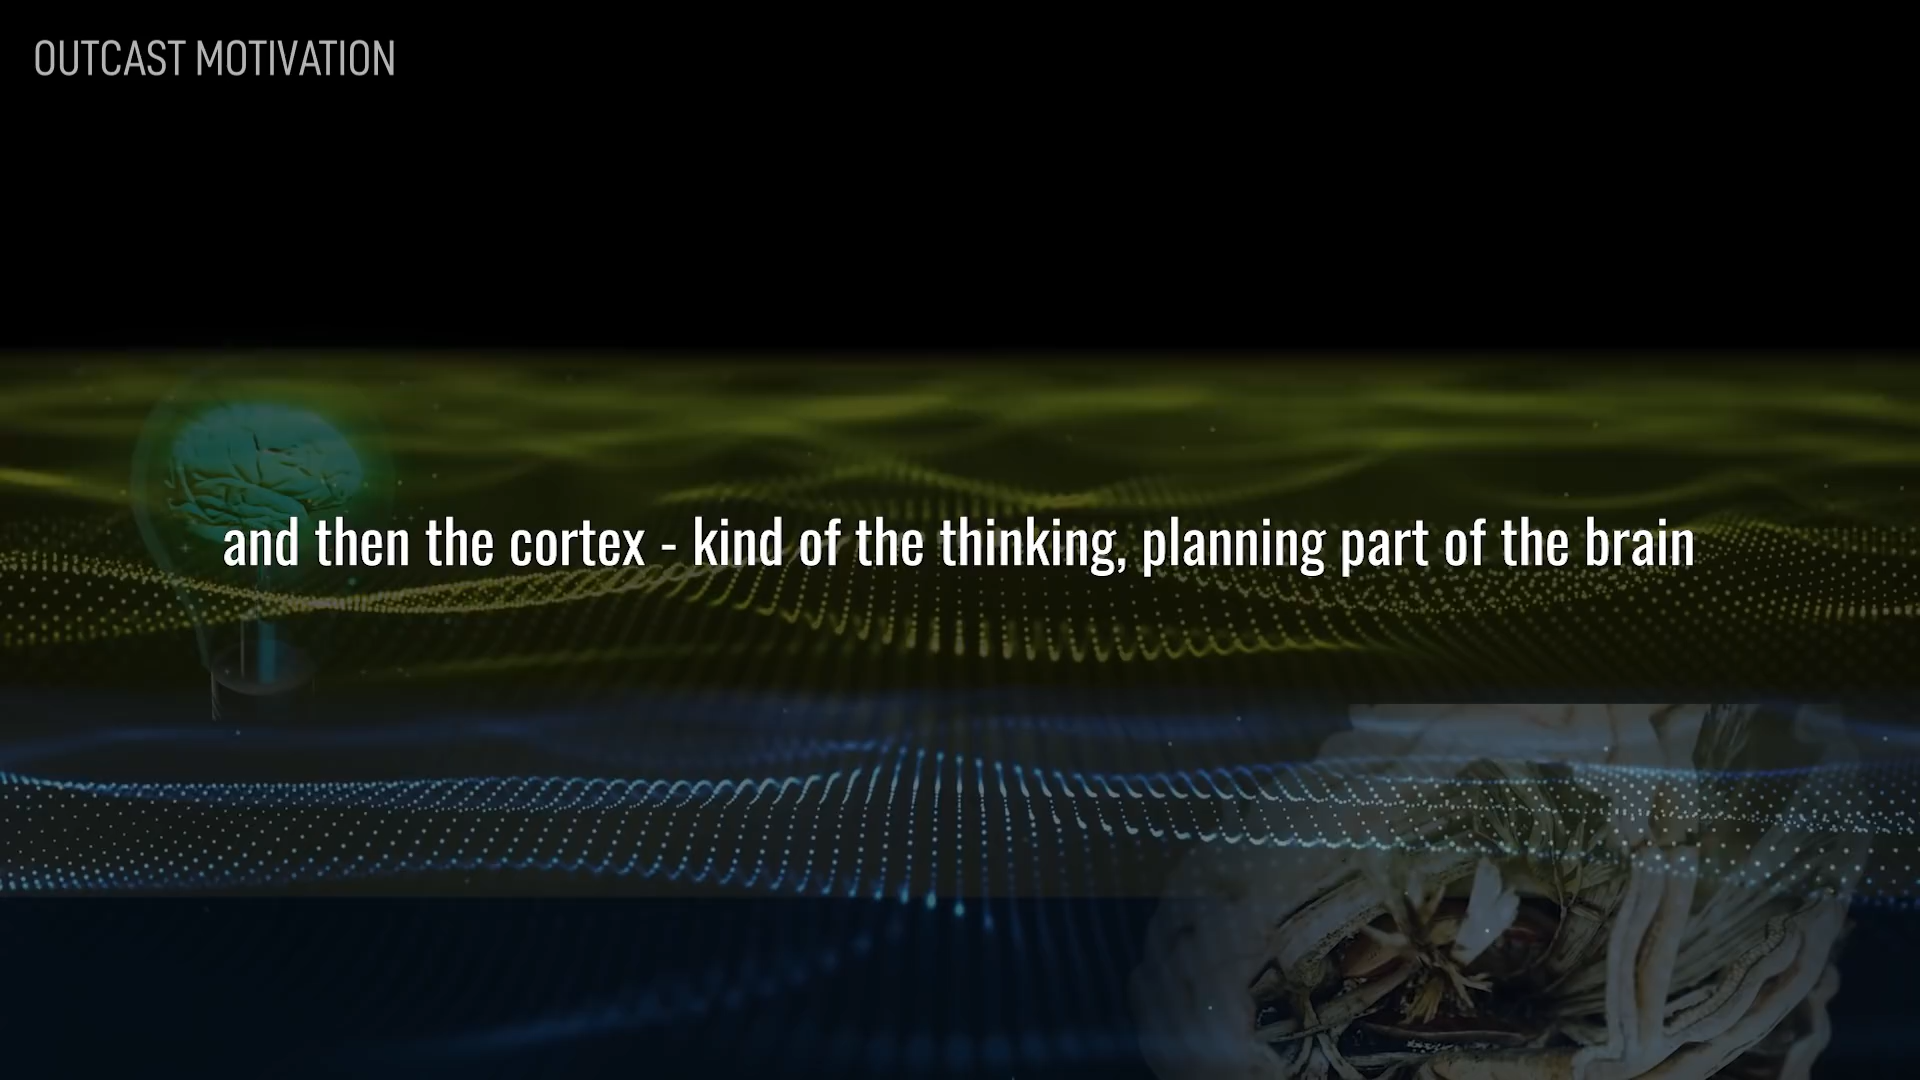 OUTCAST MOTIVATION
and then the cortex - kind of the thinking, planning part of the brain